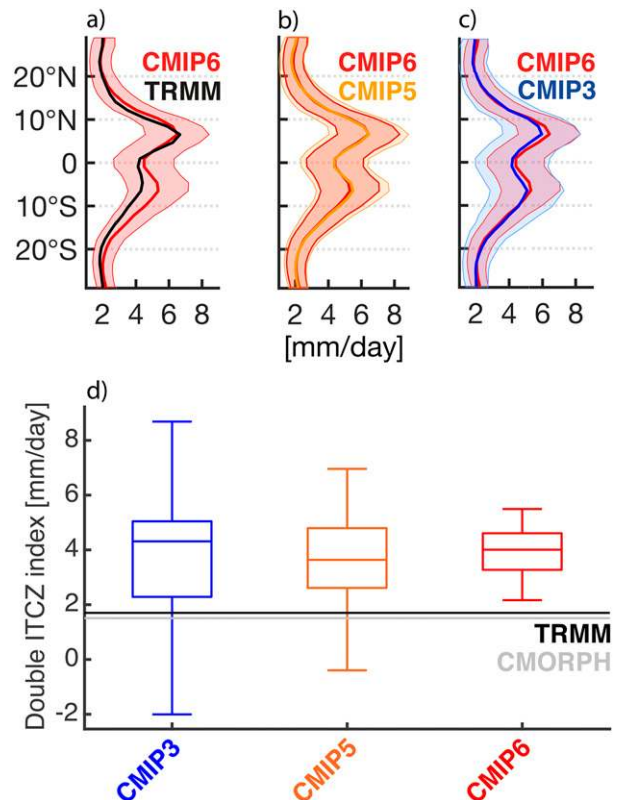 a)
b)
c)
CMIP6
TRMM
CMIP6
CMIP5
CMIP6
CMIP3
20°N
10°N
0
10°S
20°S
2 4 6 8
2 4 6 8
2 4 6 8
[mm/day]
d)
Double ITCZ index [mm/day]
8
6
4
2
0
-2
TRMM
CMORPH
CMIP3
CMIP5
CMIP6